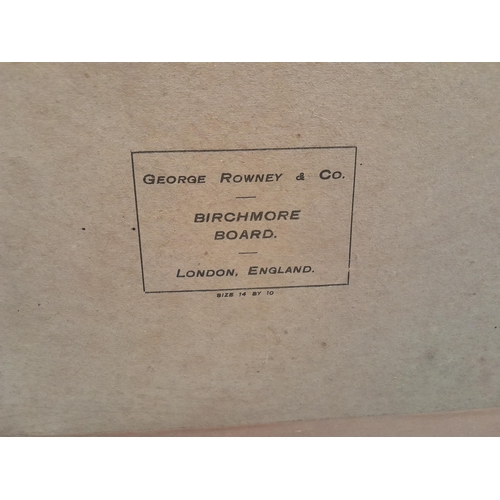 GEORGE ROWNEY & CO.
BIRCHMORE
BOARD.
LONDON, ENGLAND.
SIZE 14 BY 10